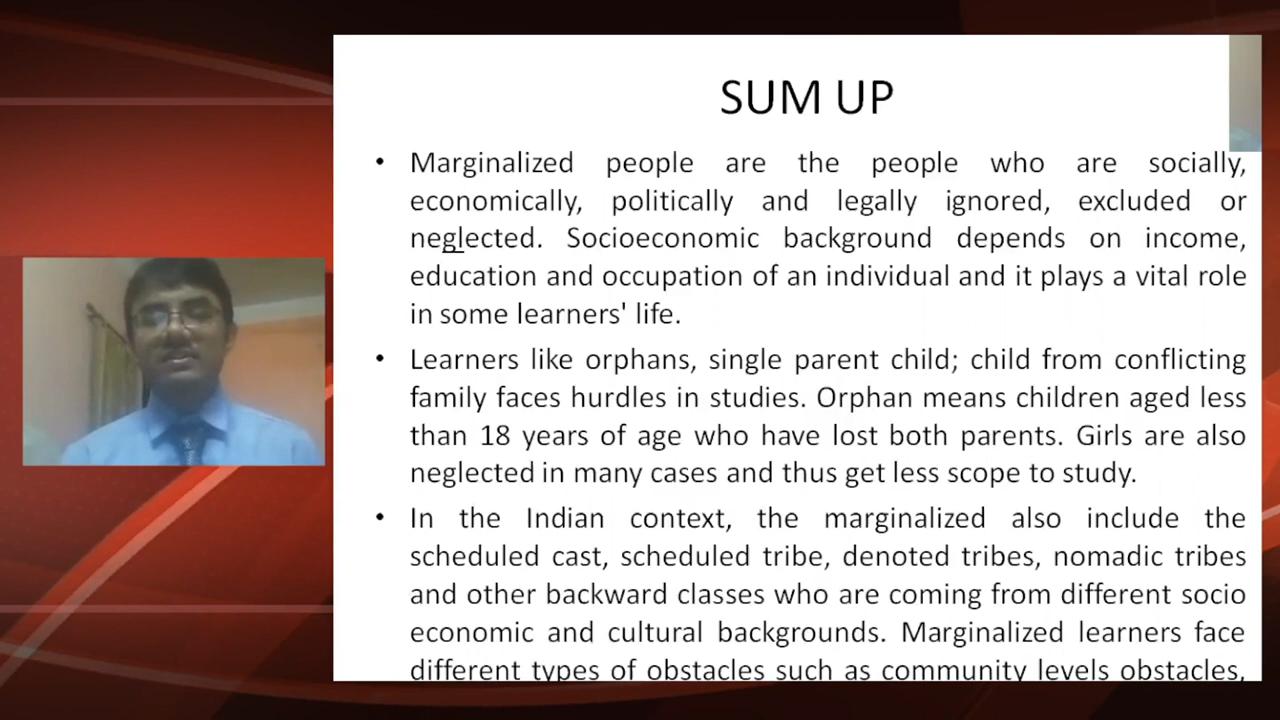 SUM UP
• Marginalized people are the people who are socially,
economically, politically and legally ignored, excluded or
neglected. Socioeconomic background depends on income,
education and occupation of an individual and it plays a vital role
in some learners' life.
• Learners like orphans, single parent child; child from conflicting
family faces hurdles in studies. Orphan means children aged less
than 18 years of age who have lost both parents. Girls are also
neglected in many cases and thus get less scope to study.
• In the Indian context, the marginalized also include the
scheduled cast, scheduled tribe, denoted tribes, nomadic tribes
and other backward classes who are coming from different socio
economic and cultural backgrounds. Marginalized learners face
different types of obstacles such as community levels obstacles,